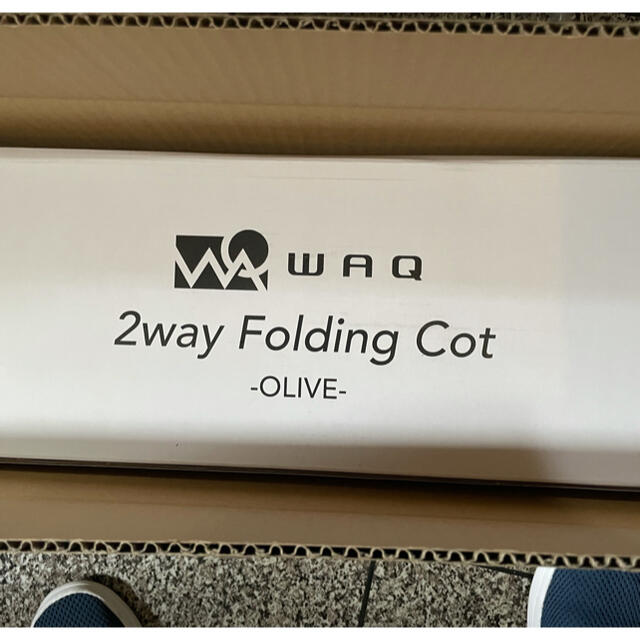 WAQ
2way Folding Cot
-OLIVE-